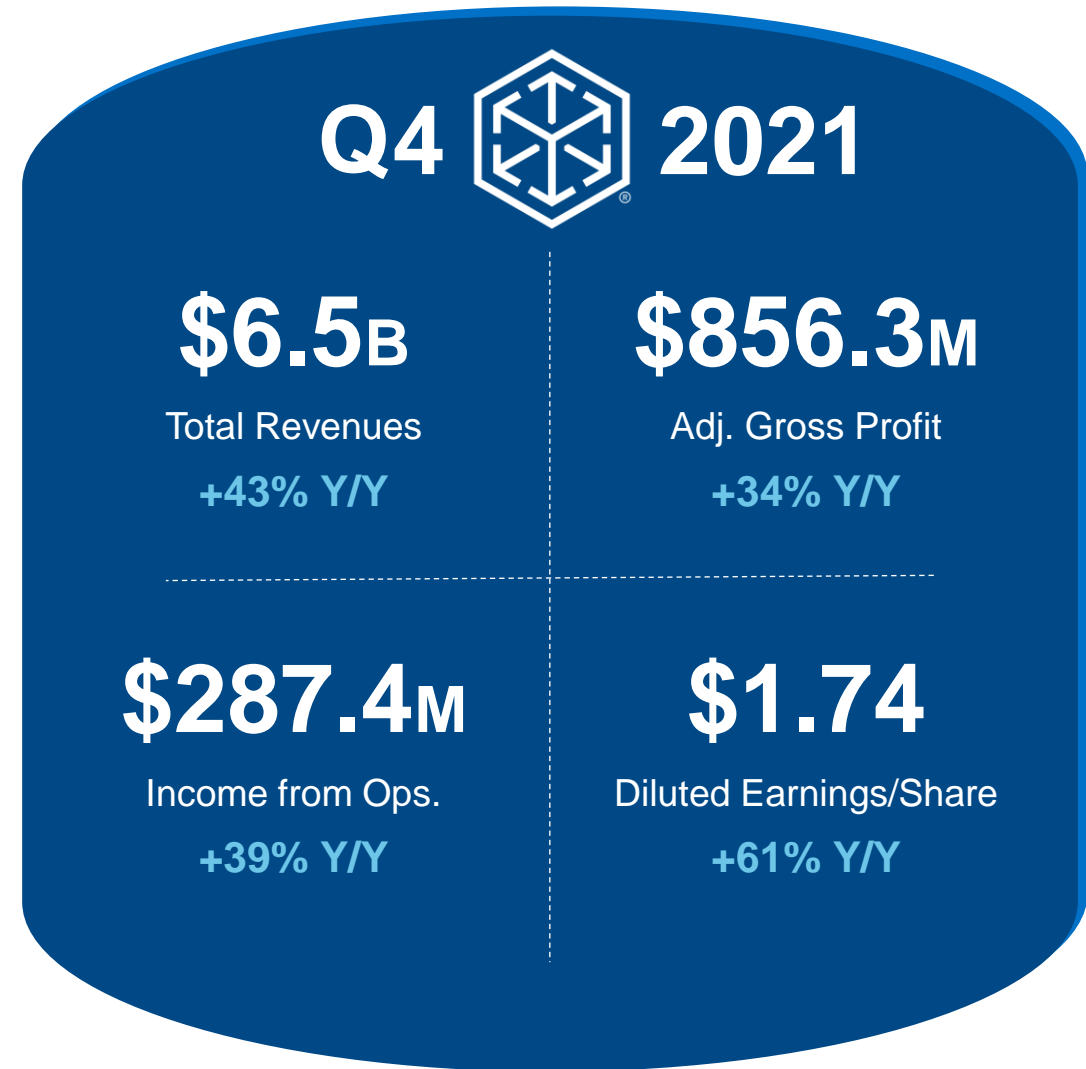 Q4 ® 2021
$6.5B
Total Revenues
+43% Y/Y
$856.3M
Adj. Gross Profit
+34% Y/Y
$287.4M
Income from Ops.
+39% Y/Y
$1.74
Diluted Earnings/Share
+61% Y/Y